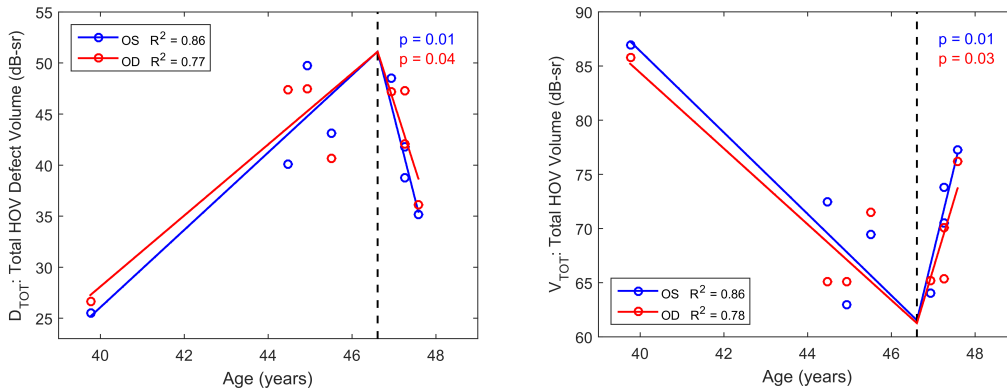 55
50
45
40
35
30
25
D_TOT: Total HOV Defect Volume (dB-sr)
OS R² = 0.86
OD R² = 0.77
p = 0.01
p = 0.04
40 42 44 46 48
Age (years)
90
85
80
75
70
65
60
V_TOT: Total HOV Volume (dB-sr)
p = 0.01
p = 0.03
OS R² = 0.86
OD R² = 0.78
40 42 44 46 48
Age (years)